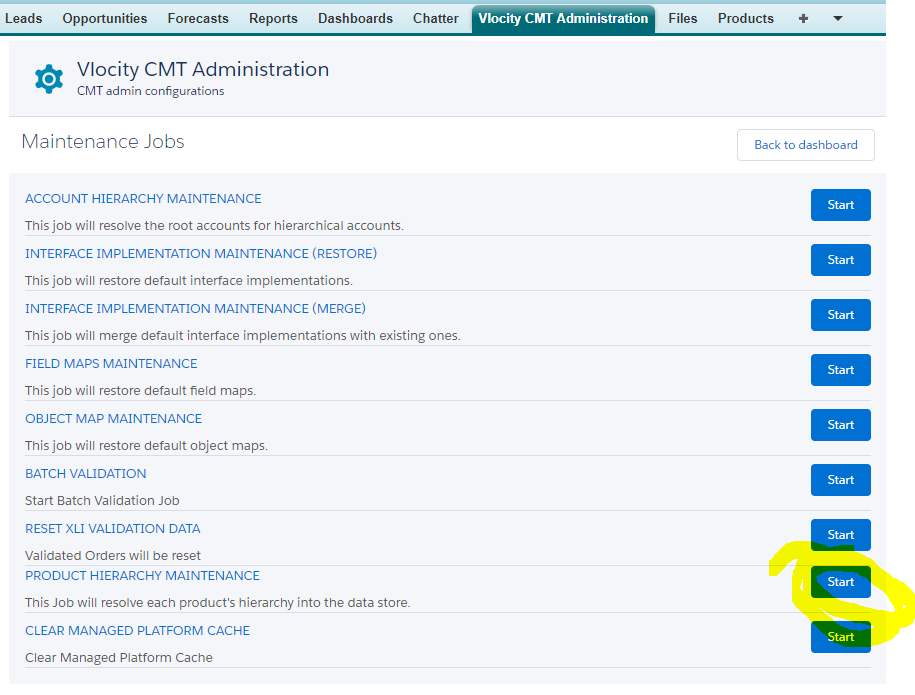 Leads Opportunities Forecasts Reports Dashboards Chatter Vlocity CMT Administration Files Products +
Vlocity CMT Administration
CMT admin configurations
Maintenance Jobs
Back to dashboard
ACCOUNT HIERARCHY MAINTENANCE
Start
This job will resolve the root accounts for hierarchical accounts.
INTERFACE IMPLEMENTATION MAINTENANCE (RESTORE)
Start
This job will restore default interface implementations.
INTERFACE IMPLEMENTATION MAINTENANCE (MERGE)
Start
This job will merge default interface implementations with existing ones.
FIELD MAPS MAINTENANCE
Start
This job will restore default field maps.
OBJECT MAP MAINTENANCE
Start
This job will restore default object maps.
BATCH VALIDATION
Start
Start Batch Validation Job
RESET XLI VALIDATION DATA
Start
Validated Orders will be reset
PRODUCT HIERARCHY MAINTENANCE
Start
This Job will resolve each product's hierarchy into the data store.
CLEAR MANAGED PLATFORM CACHE
Start
Clear Managed Platform Cache